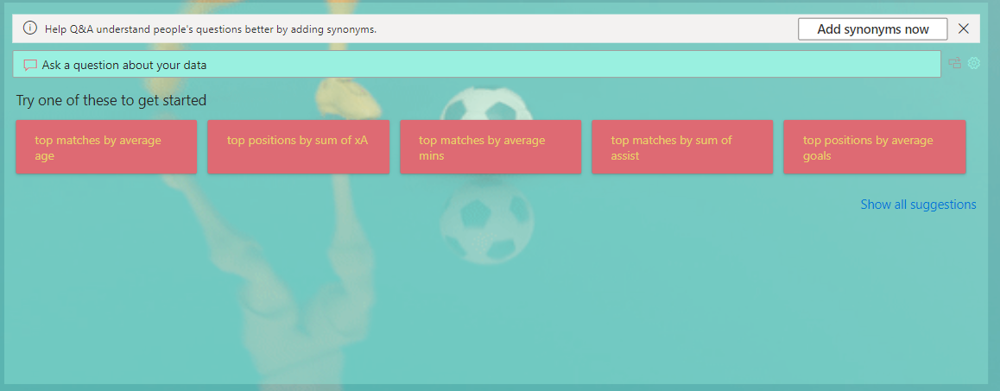 Help Q&A understand people's questions better by adding synonyms.
Add synonyms now
Ask a question about your data
Try one of these to get started
top matches by average
age
top positions by sum of xA
top matches by average
mins
top matches by sum of
assist
top positions by average
goals
Show all suggestions